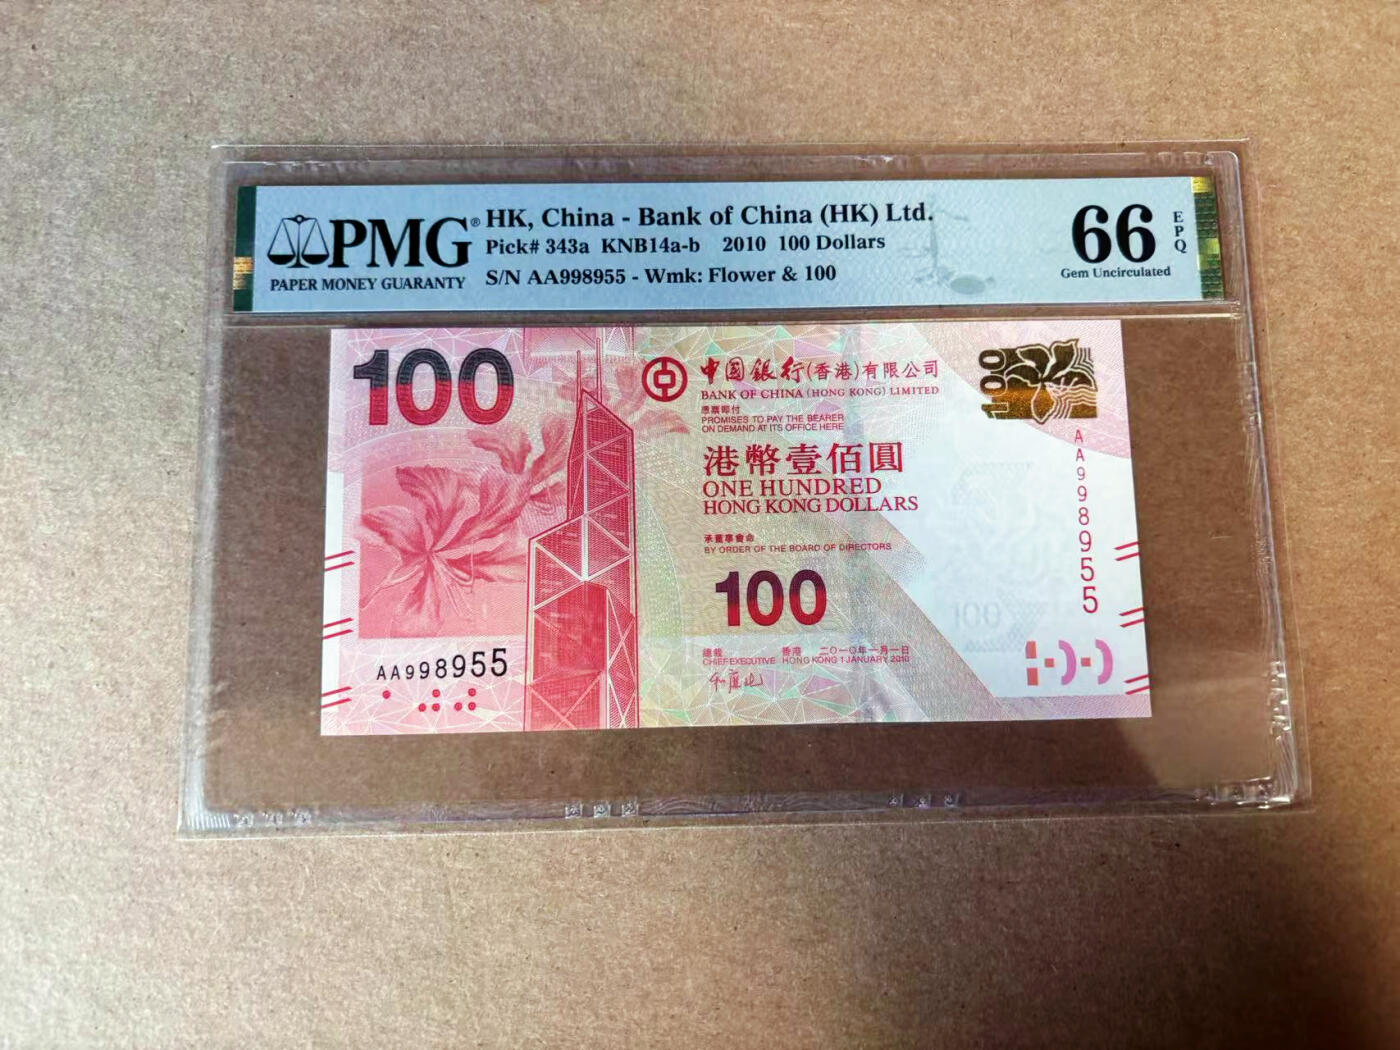 PMG®
PAPER MONEY GUARANTY
HK, China - Bank of China (HK) Ltd.
Pick# 343a KNB14a-b 2010 100 Dollars
S/N AA998955 - Wmk: Flower & 100
66
EPQ
Gem Uncirculated
100
中国银行(香港)有限公司
BANK OF CHINA (HONG KONG) LIMITED
憑票即付
PROMISES TO PAY THE BEARER
ON DEMAND AT ITS OFFICE HERE
100
港幣壹佰圓
ONE HUNDRED
HONG KONG DOLLARS
AA998955
承董事會命
BY ORDER OF THE BOARD OF DIRECTORS
100
100
總裁 香港 二〇一〇年一月一日
CHIEF EXECUTIVE HONG KONG 1 JANUARY 2010
AA998955